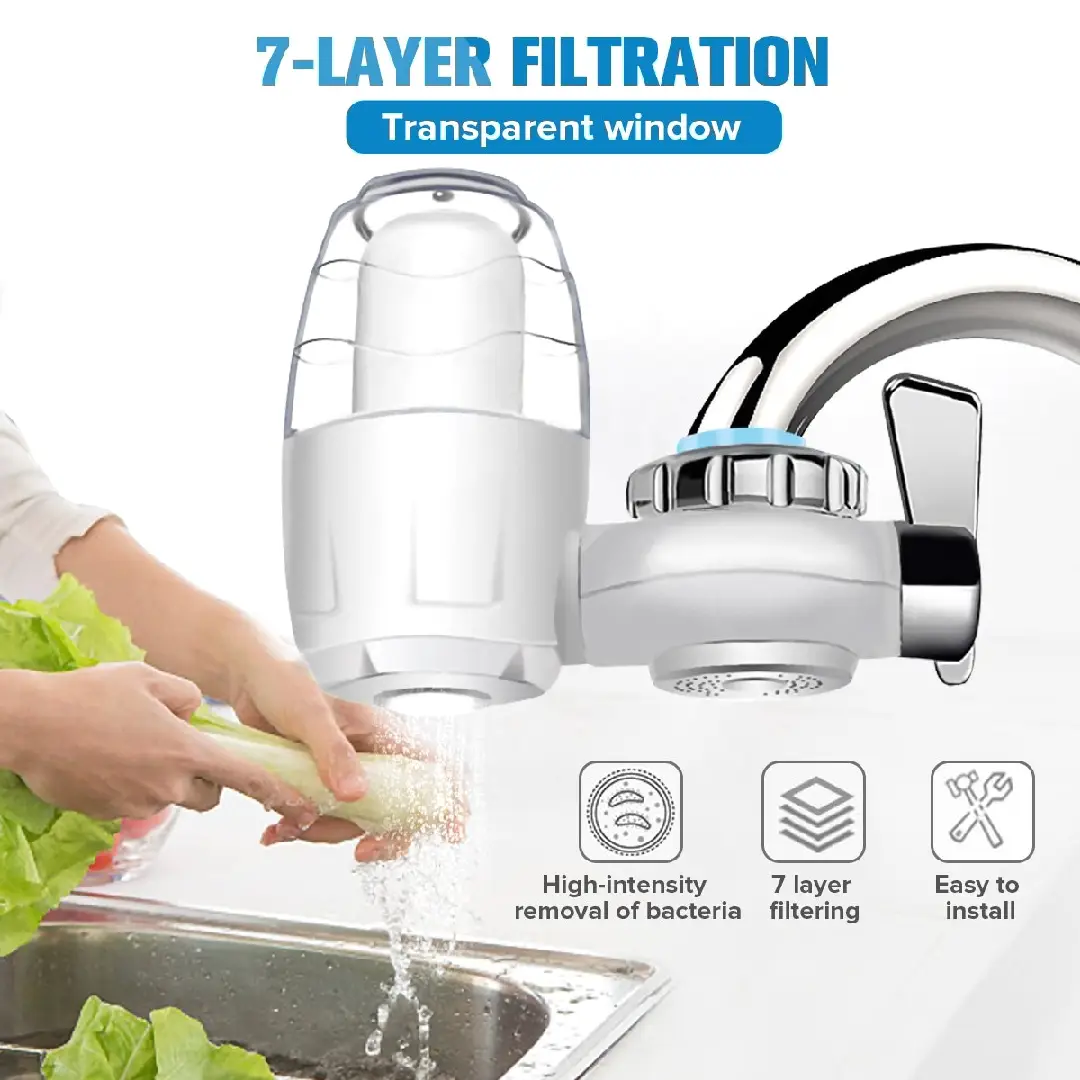 7-LAYER FILTRATION
Transparent window
High-intensity
removal of bacteria
7 layer
filtering
Easy to
install